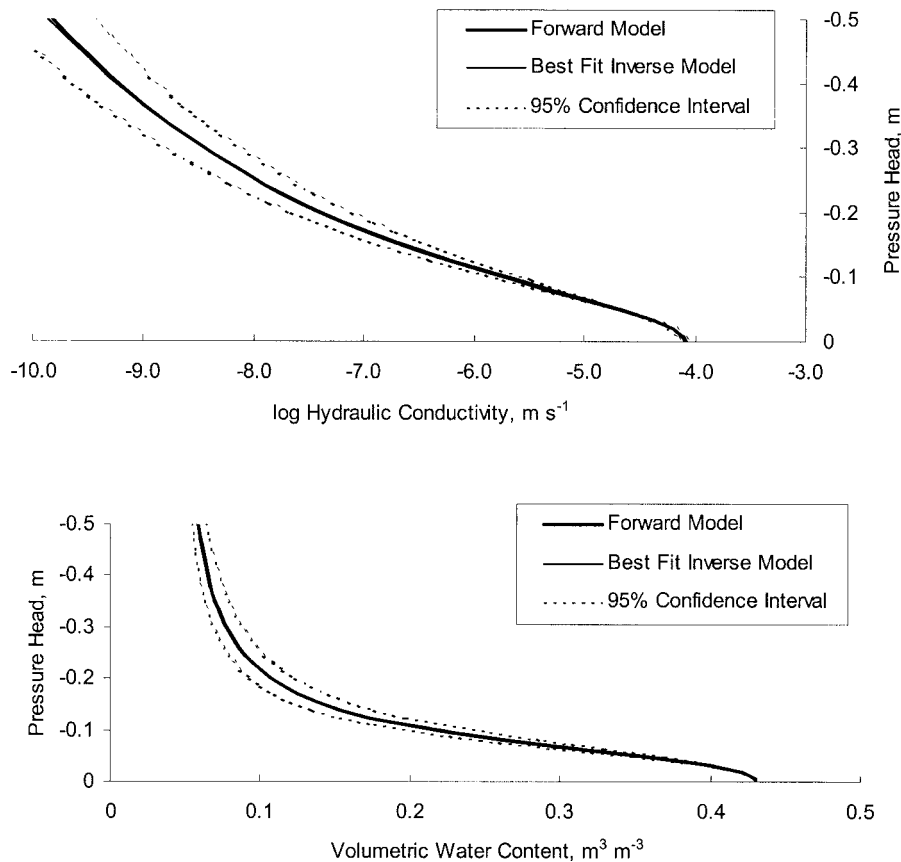 -0.5
-0.4
-0.3
-0.2
-0.1
0
Pressure Head, m
Forward Model
Best Fit Inverse Model
95% Confidence Interval
-10.0 -9.0 -8.0 -7.0 -6.0 -5.0 -4.0 -3.0
log Hydraulic Conductivity, m s⁻¹
-0.5
-0.4
-0.3
-0.2
-0.1
0
Pressure Head, m
Forward Model
Best Fit Inverse Model
95% Confidence Interval
0 0.1 0.2 0.3 0.4 0.5
Volumetric Water Content, m³ m⁻³